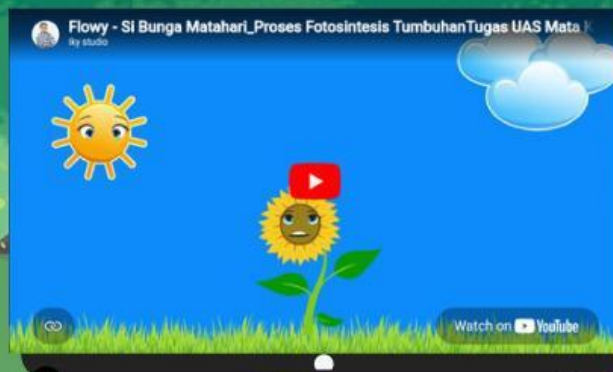 Flowy - Si Bunga Matahari_Proses Fotosintesis TumbuhanTugas UAS Mata K
iky studio
Watch on YouTube